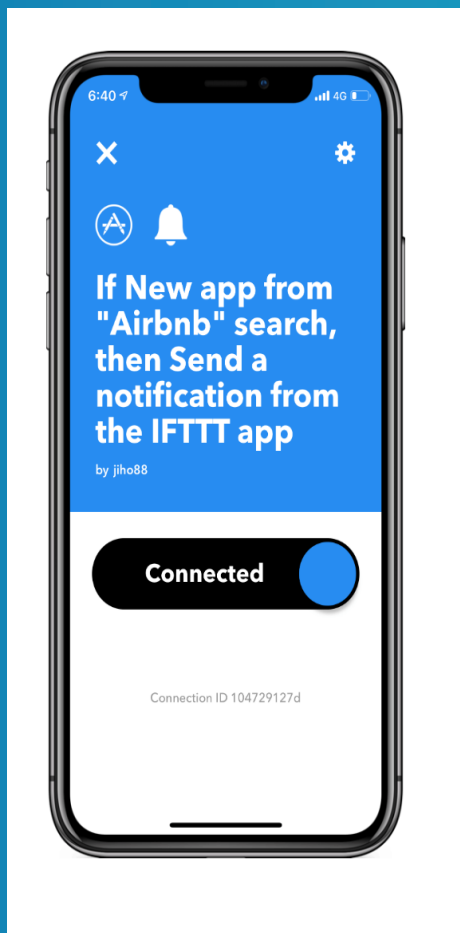 6:40
4G
If New app from
"Airbnb" search,
then Send a
notification from
the IFTTT app
by jiho88
Connected
Connection ID 104729127d